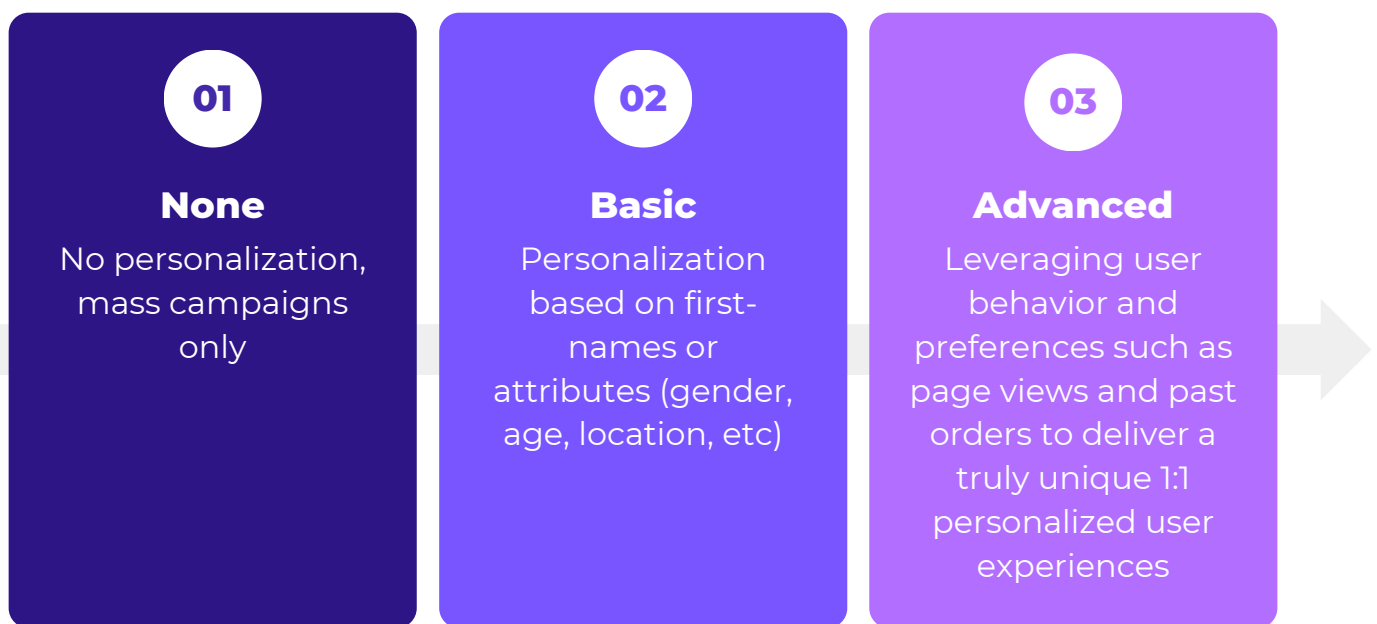 01
None
No personalization,
mass campaigns
only
02
Basic
Personalization
based on first-
names or
attributes (gender,
age, location, etc)
03
Advanced
Leveraging user
behavior and
preferences such as
page views and past
orders to deliver a
truly unique 1:1
personalized user
experiences